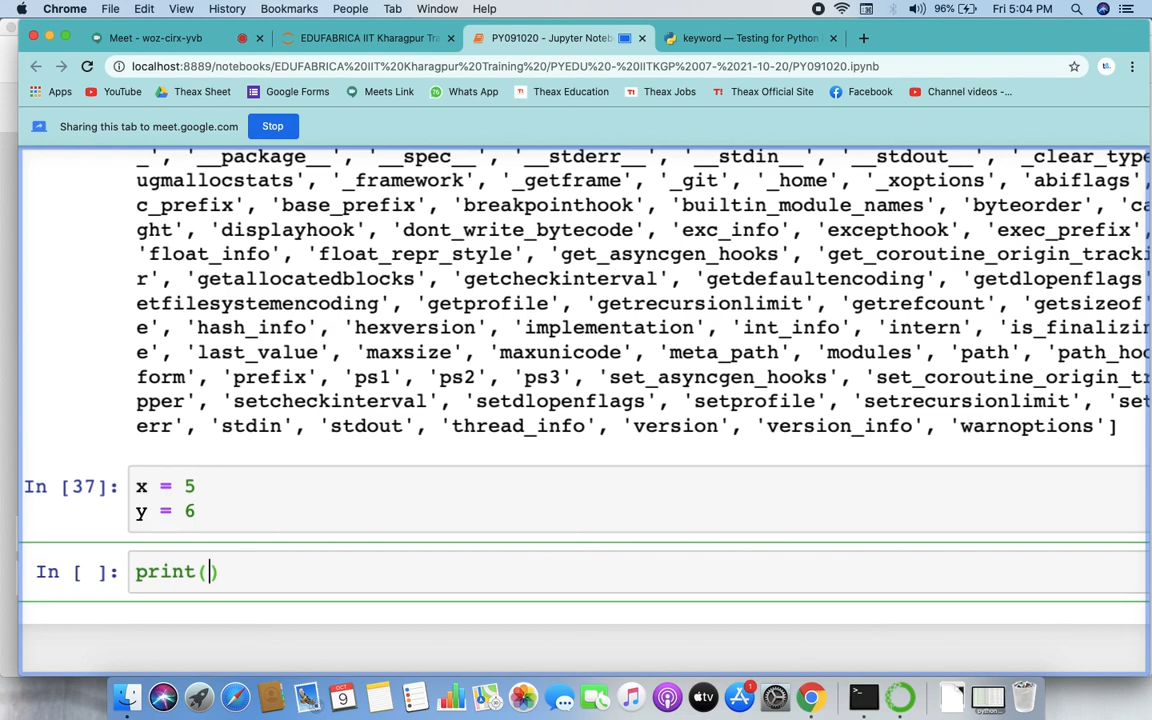 Chrome File Edit View History Bookmarks People Tab Window Help 96% Fri 5:04 PM
Meet - woz-cirx-yvb EDUFABRICA IIT Kharagpur Tra PY091020 - Jupyter Noteb keyword — Testing for Python
localhost:8889/notebooks/EDUFABRICA%20IIT%20Kharagpur%20Training%20/PYEDU%20-%20IITKGP%2007-%2021-10-20/PY091020.ipynb
Apps YouTube Theax Sheet Google Forms Meets Link Whats App Theax Education Theax Jobs Theax Official Site Facebook Channel videos -...
Sharing this tab to meet.google.com Stop
_', '__package__', '__spec__', '__stderr__', '__stdin__', '__stdout__', '_clear_type
ugmallocstats', '_framework', '_getframe', '_git', '_home', '_xoptions', 'abiflags',
c_prefix', 'base_prefix', 'breakpointhook', 'builtin_module_names', 'byteorder', 'ca
ght', 'displayhook', 'dont_write_bytecode', 'exc_info', 'excepthook', 'exec_prefix',
'float_info', 'float_repr_style', 'get_asyncgen_hooks', 'get_coroutine_origin_tracki
r', 'getallocatedblocks', 'getcheckinterval', 'getdefaultencoding', 'getdlopenflags'
etfilesystemencoding', 'getprofile', 'getrecursionlimit', 'getrefcount', 'getsizeof'
e', 'hash_info', 'hexversion', 'implementation', 'int_info', 'intern', 'is_finalizin
e', 'last_value', 'maxsize', 'maxunicode', 'meta_path', 'modules', 'path', 'path_hoo
form', 'prefix', 'ps1', 'ps2', 'ps3', 'set_asyncgen_hooks', 'set_coroutine_origin_tr
pper', 'setcheckinterval', 'setdlopenflags', 'setprofile', 'setrecursionlimit', 'set
err', 'stdin', 'stdout', 'thread_info', 'version', 'version_info', 'warnoptions']
In [37]: x = 5
y = 6
In [ ]: print()